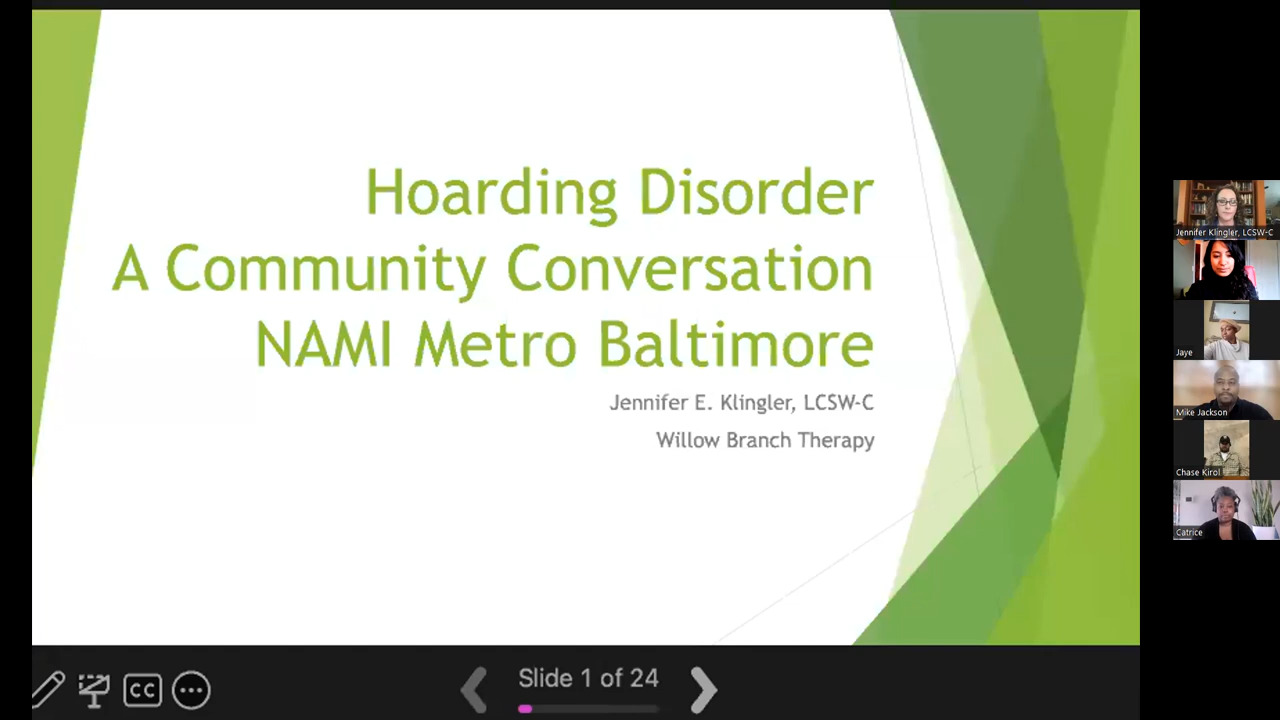 Hoarding Disorder
A Community Conversation
NAMI Metro Baltimore
Jennifer E. Klingler, LCSW-C
Willow Branch Therapy
Jennifer Klingler, LCSW-C
Jaye
Mike Jackson
Chase Kirol
Catrice
CC
Slide 1 of 24